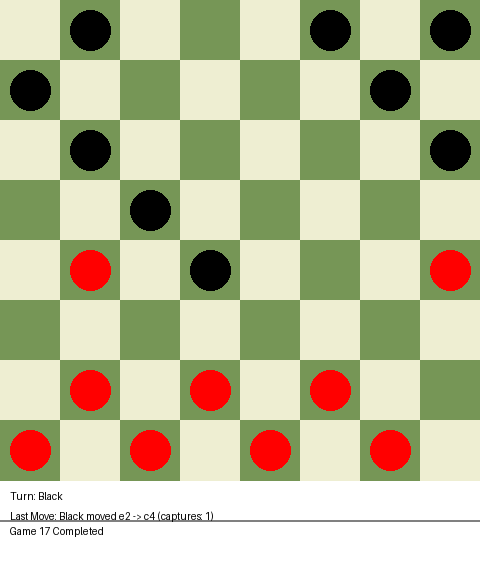 Turn: Black
Last Move: Black moved e2 -> c4 (captures: 1)
Game 17 Completed